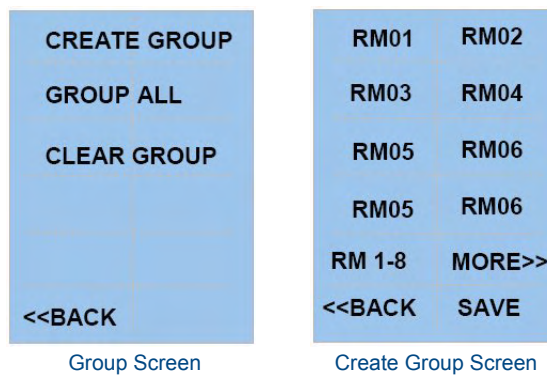 CREATE GROUP
GROUP ALL
CLEAR GROUP
<<BACK
Group Screen
RM01 RM02
RM03 RM04
RM05 RM06
RM05 RM06
RM 1-8 MORE>>
<<BACK SAVE
Create Group Screen